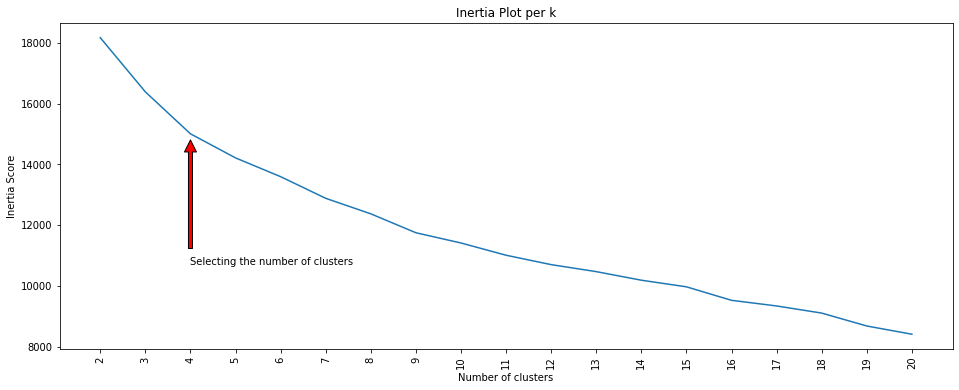 Inertia Plot per k
18000
16000
14000
12000
10000
8000
Inertia Score
Selecting the number of clusters
2 3 4 5 6 7 8 9 10 11 12 13 14 15 16 17 18 19 20
Number of clusters